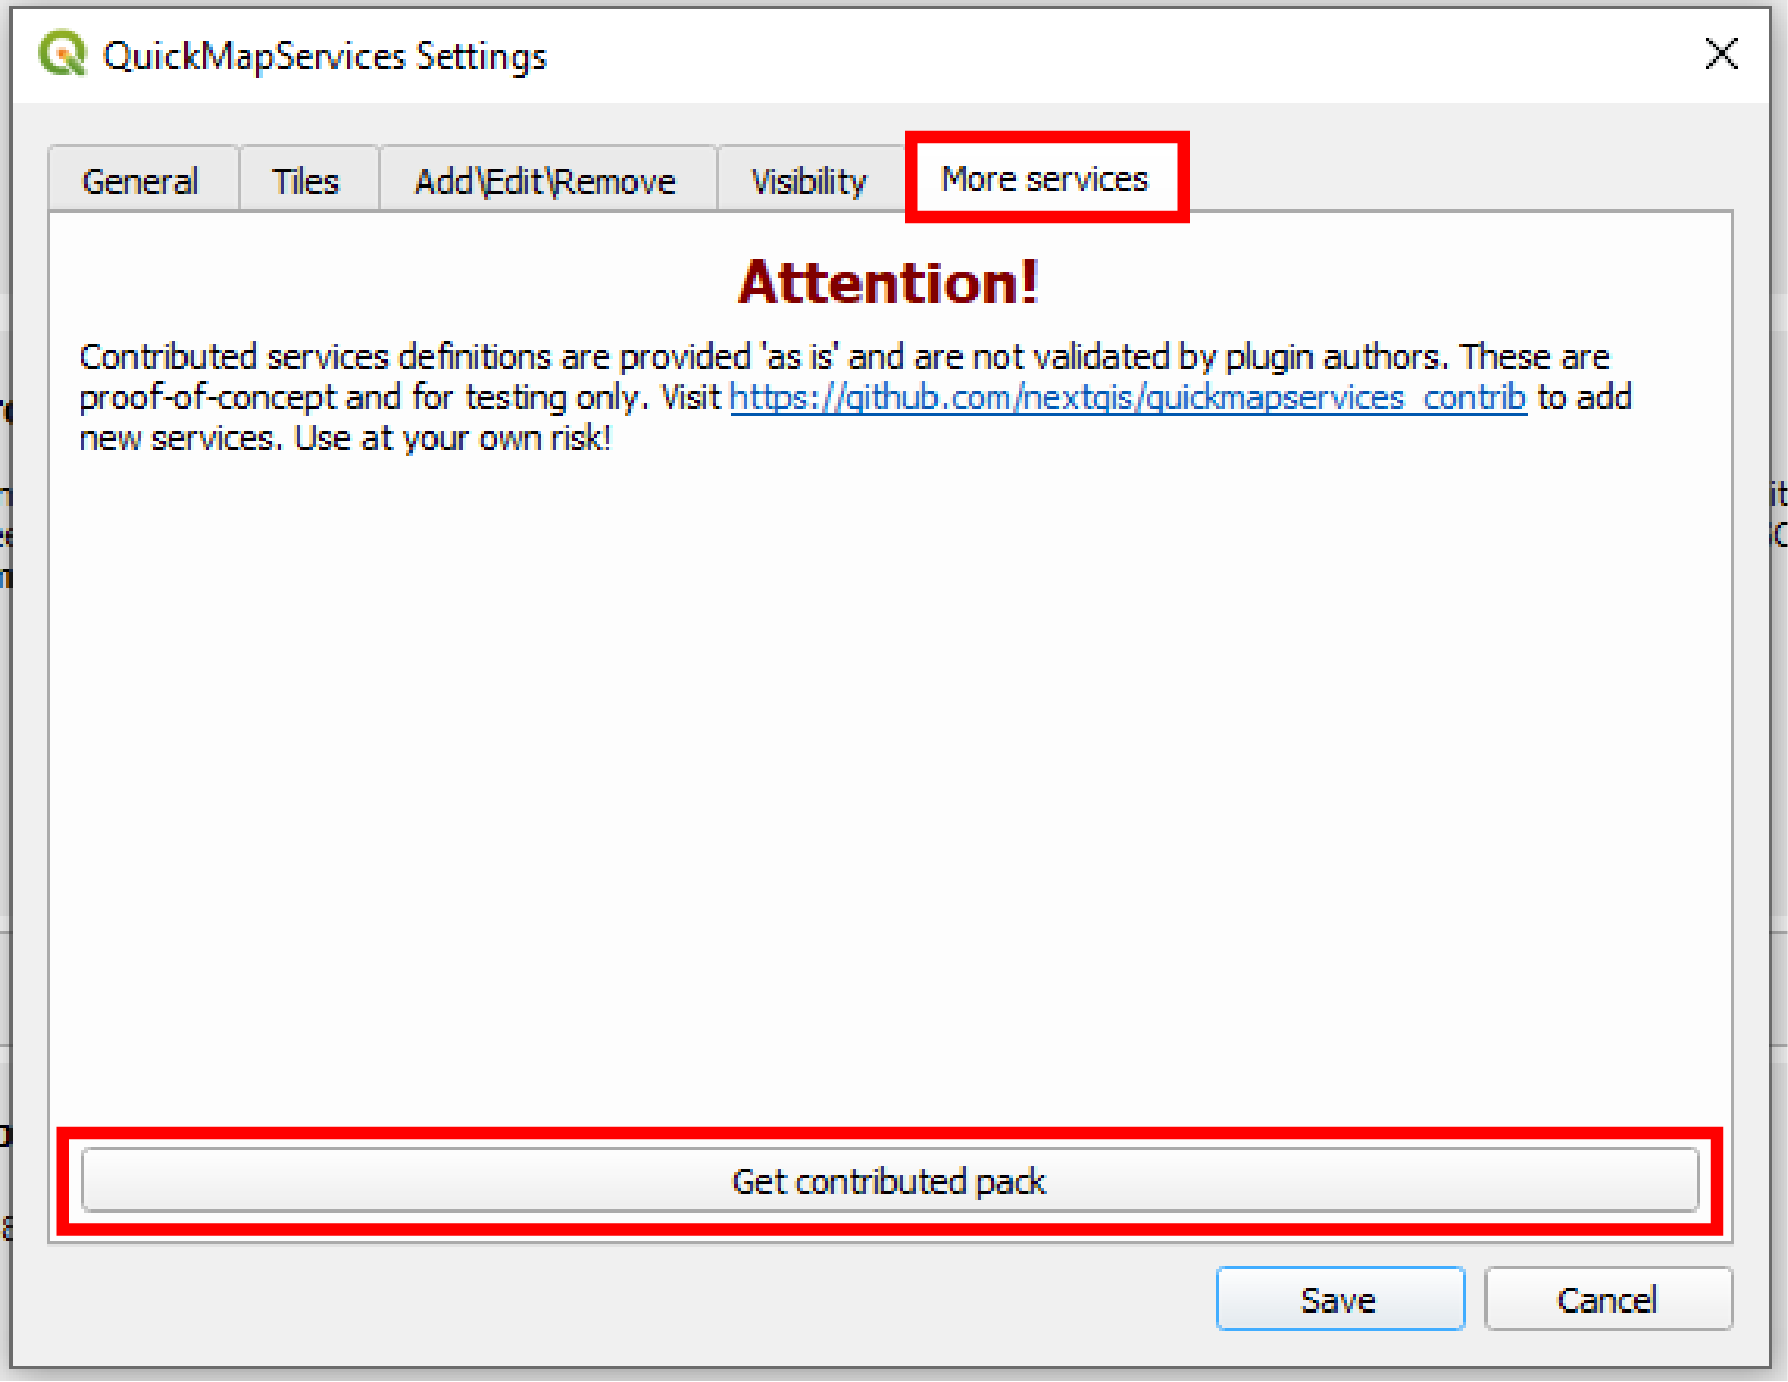 QuickMapServices Settings
General Tiles Add\Edit\Remove Visibility More services
Attention!
Contributed services definitions are provided 'as is' and are not validated by plugin authors. These are
proof-of-concept and for testing only. Visit https://github.com/nextgis/quickmapservices_contrib to add
new services. Use at your own risk!
Get contributed pack
Save Cancel